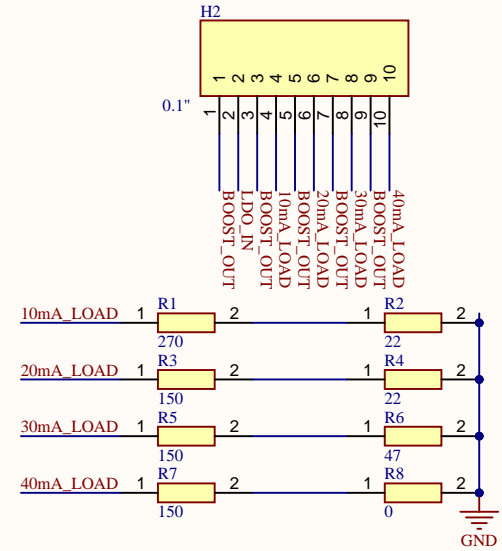 H2
1 2 3 4 5 6 7 8 9 10
0.1"
1 2 3 4 5 6 7 8 9 10
BOOST_OUT
LDO_IN
BOOST_OUT
10mA_LOAD
BOOST_OUT
20mA_LOAD
BOOST_OUT
30mA_LOAD
BOOST_OUT
40mA_LOAD
R1 R2
10mA_LOAD 1 2 1 2
270 22
R3 R4
20mA_LOAD 1 2 1 2
150 22
R5 R6
30mA_LOAD 1 2 1 2
150 47
R7 R8
40mA_LOAD 1 2 1 2
150 0
GND